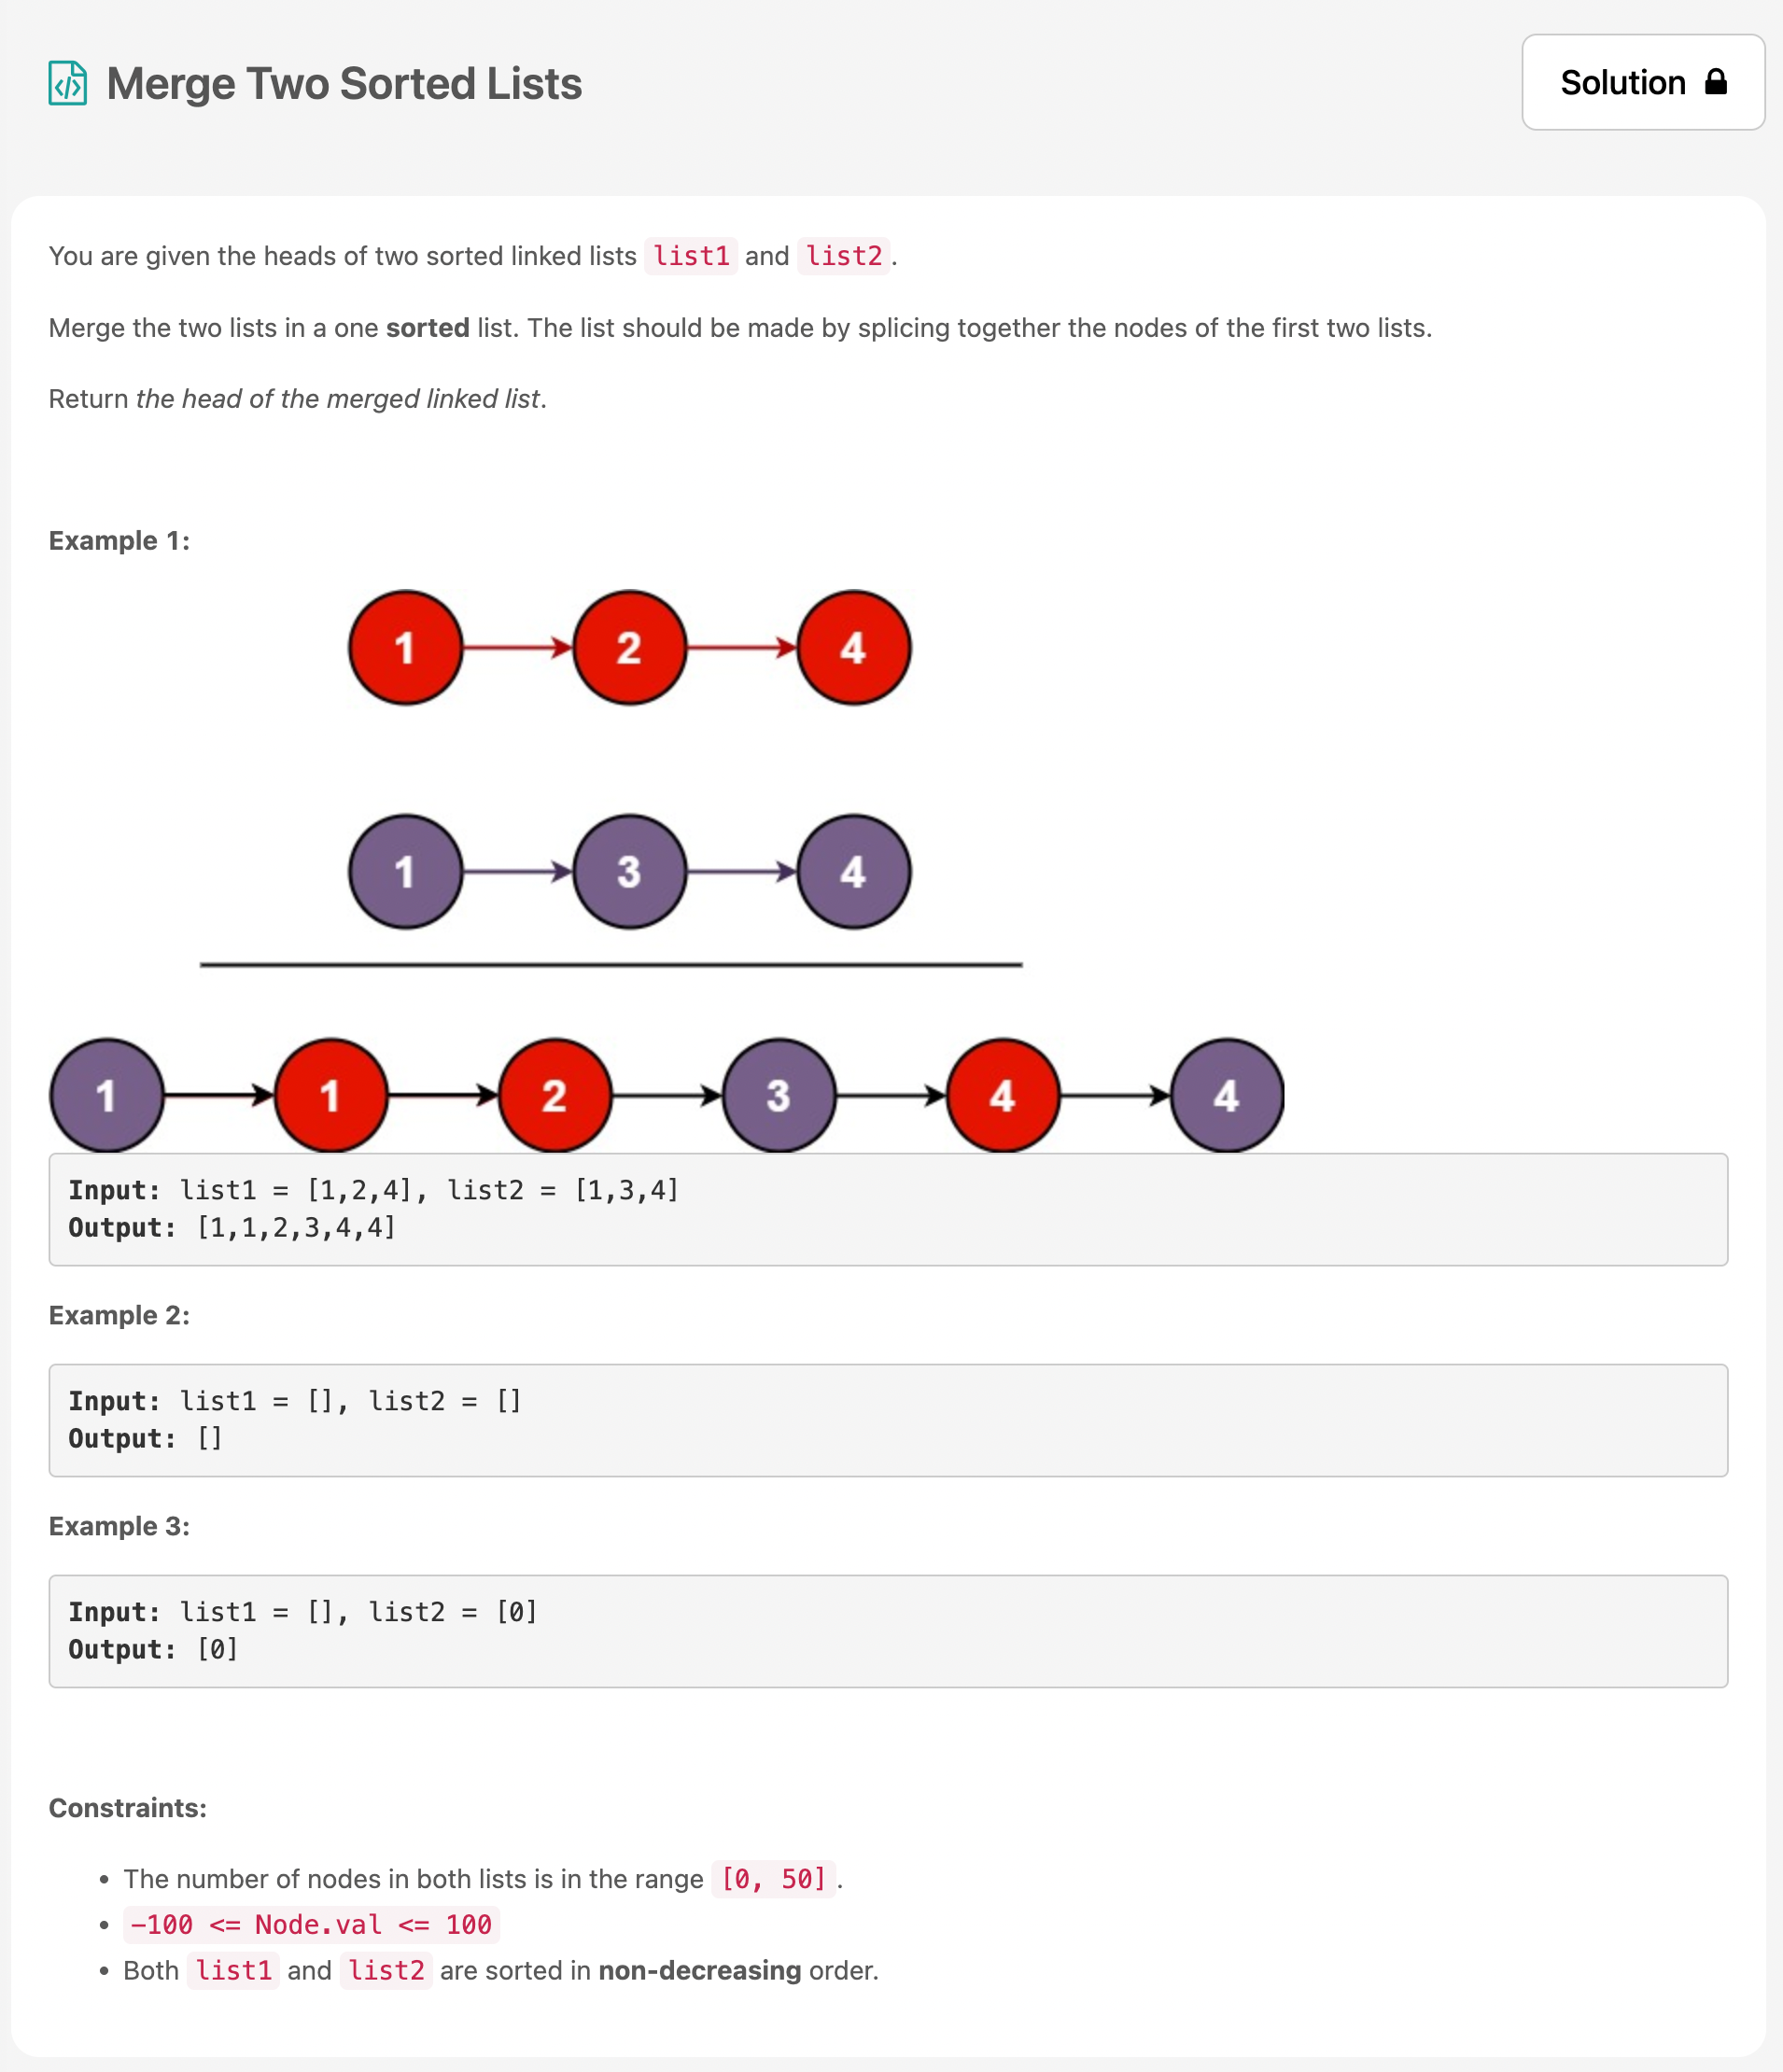 Merge Two Sorted Lists
Solution
You are given the heads of two sorted linked lists list1 and list2.
Merge the two lists in a one sorted list. The list should be made by splicing together the nodes of the first two lists.
Return the head of the merged linked list.
Example 1:
1 2 4
1 3 4
1 1 2 3 4 4
Input: list1 = [1,2,4], list2 = [1,3,4]
Output: [1,1,2,3,4,4]
Example 2:
Input: list1 = [], list2 = []
Output: []
Example 3:
Input: list1 = [], list2 = [0]
Output: [0]
Constraints:
• The number of nodes in both lists is in the range [0, 50].
• -100 <= Node.val <= 100
• Both list1 and list2 are sorted in non-decreasing order.